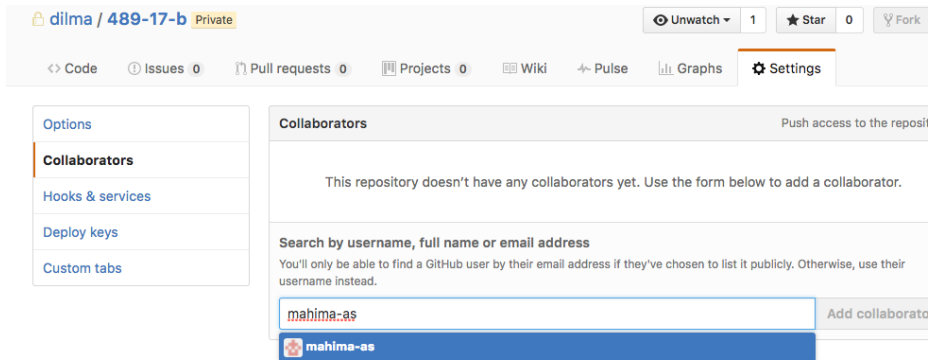 dilma / 489-17-b Private
Unwatch 1 Star 0 Fork
Code Issues 0 Pull requests 0 Projects 0 Wiki Pulse Graphs Settings
Options
Collaborators
Hooks & services
Deploy keys
Custom tabs
Collaborators Push access to the reposit
This repository doesn't have any collaborators yet. Use the form below to add a collaborator.
Search by username, full name or email address
You'll only be able to find a GitHub user by their email address if they've chosen to list it publicly. Otherwise, use their
username instead.
mahima-as Add collaborato
mahima-as